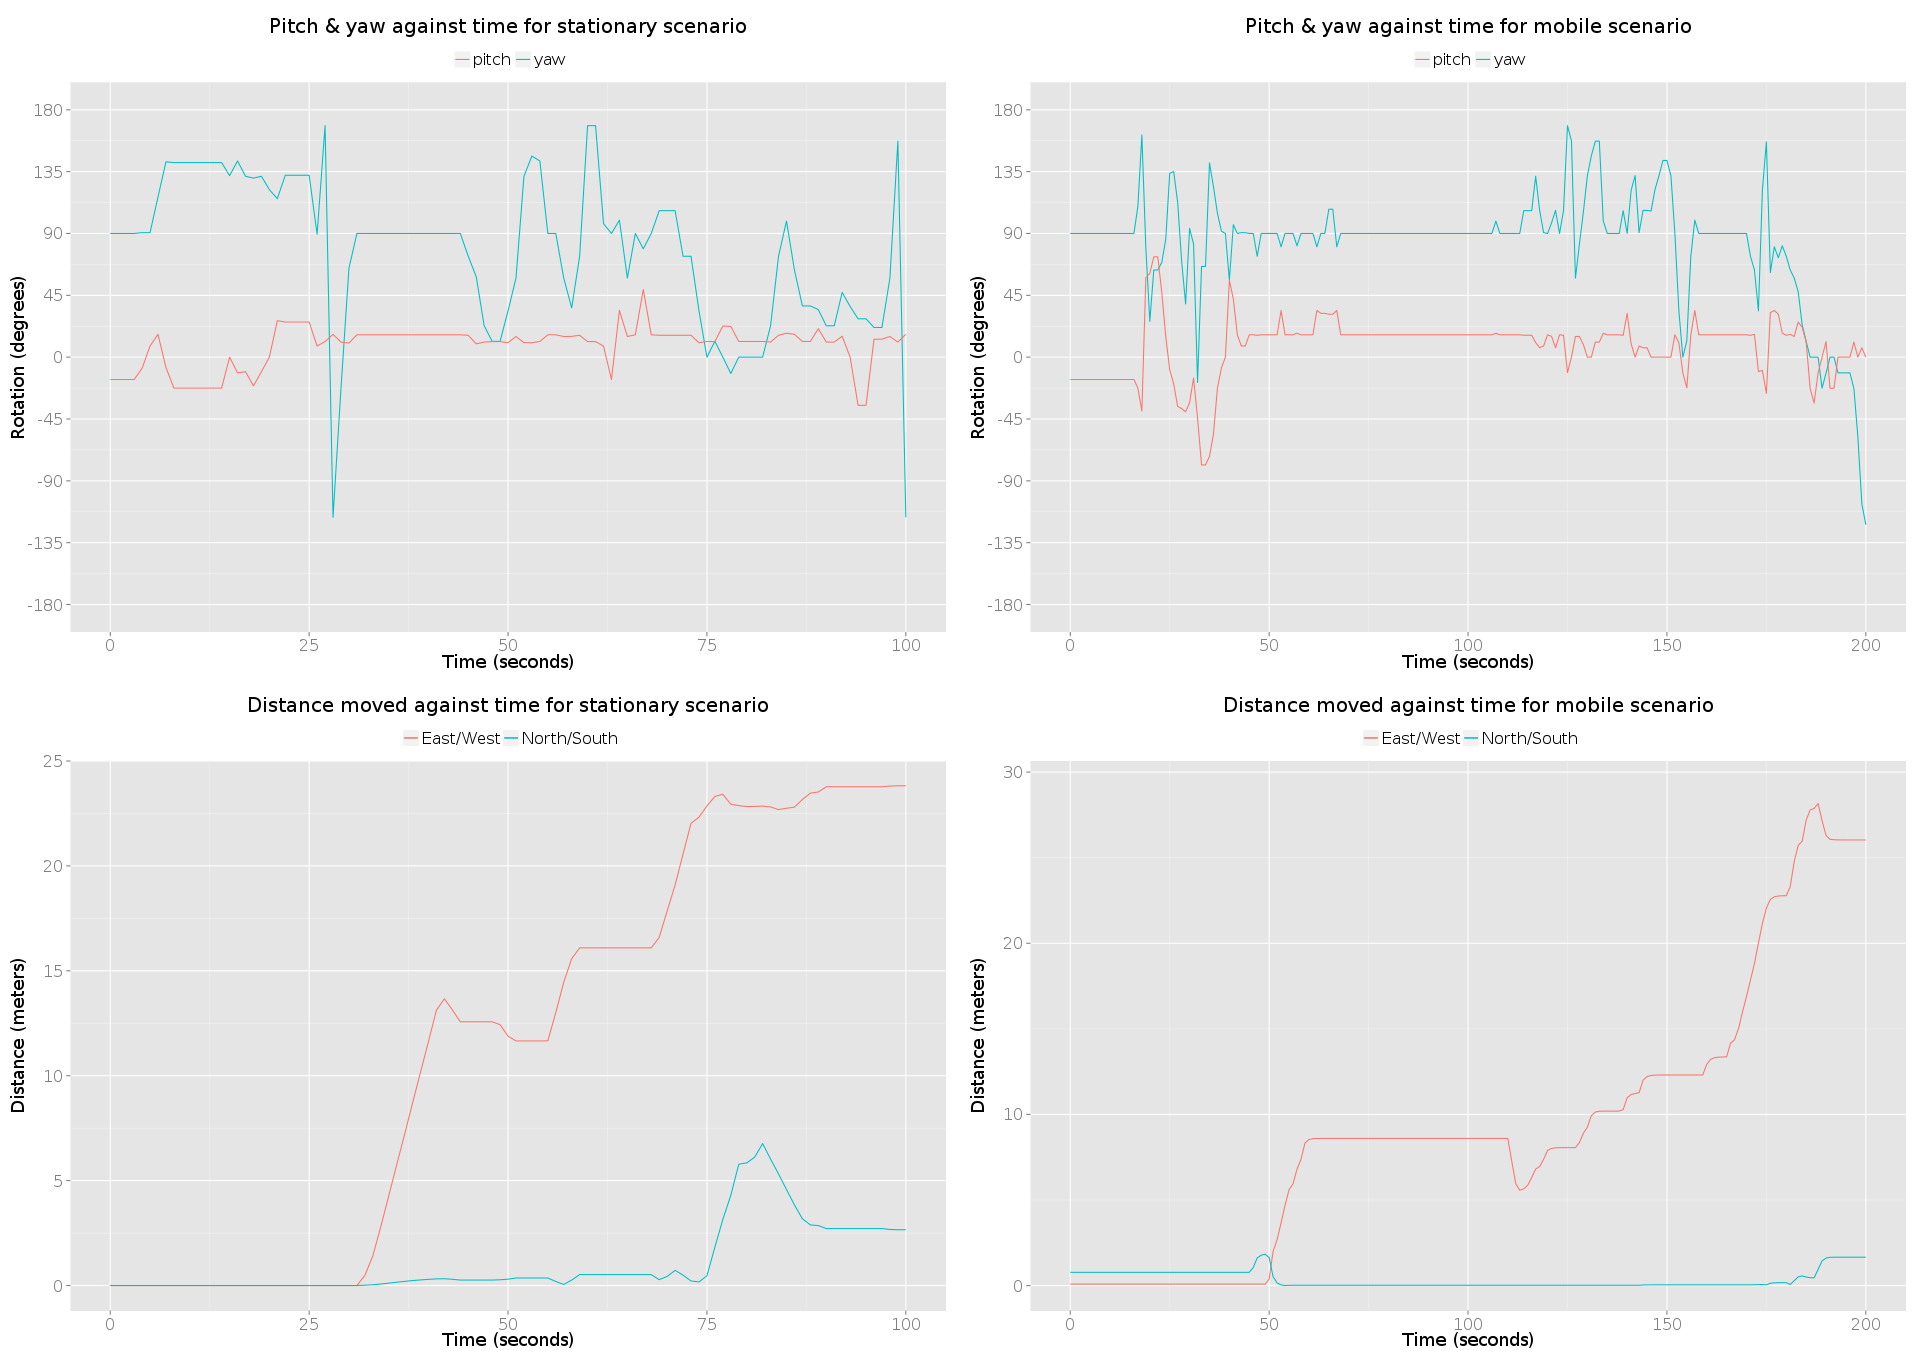 Pitch & yaw against time for stationary scenario
pitch yaw
180
135
90
45
0
-45
-90
-135
-180
Rotation (degrees)
0 25 50 75 100
Time (seconds)
Pitch & yaw against time for mobile scenario
pitch yaw
180
135
90
45
0
-45
-90
-135
-180
Rotation (degrees)
0 50 100 150 200
Time (seconds)
Distance moved against time for stationary scenario
East/West North/South
25
20
15
10
5
0
Distance (meters)
0 25 50 75 100
Time (seconds)
Distance moved against time for mobile scenario
East/West North/South
30
20
10
0
Distance (meters)
0 50 100 150 200
Time (seconds)